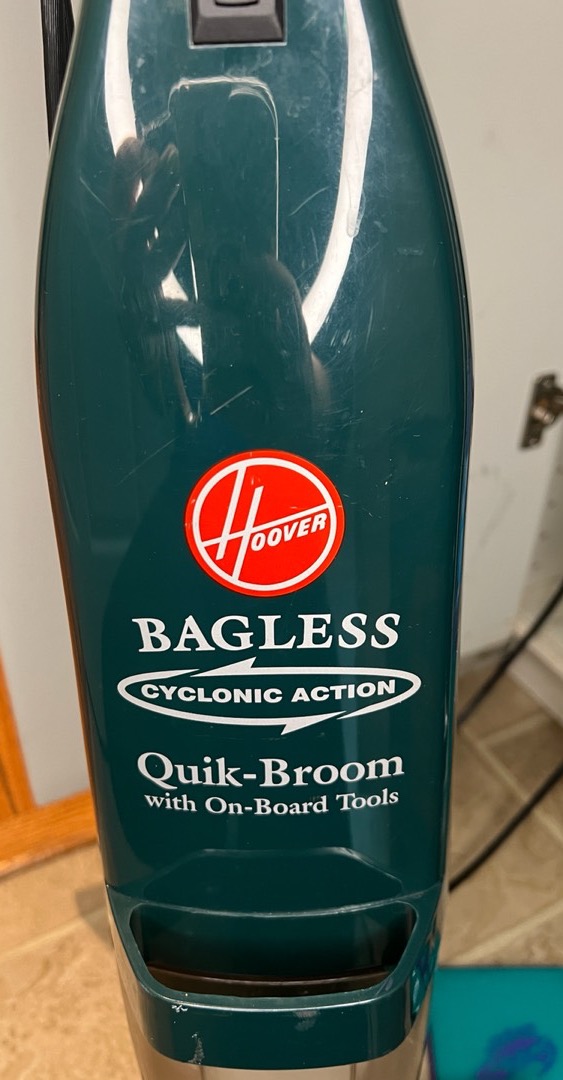 HOOVER
BAGLESS
CYCLONIC ACTION
Quik-Broom
with On-Board Tools